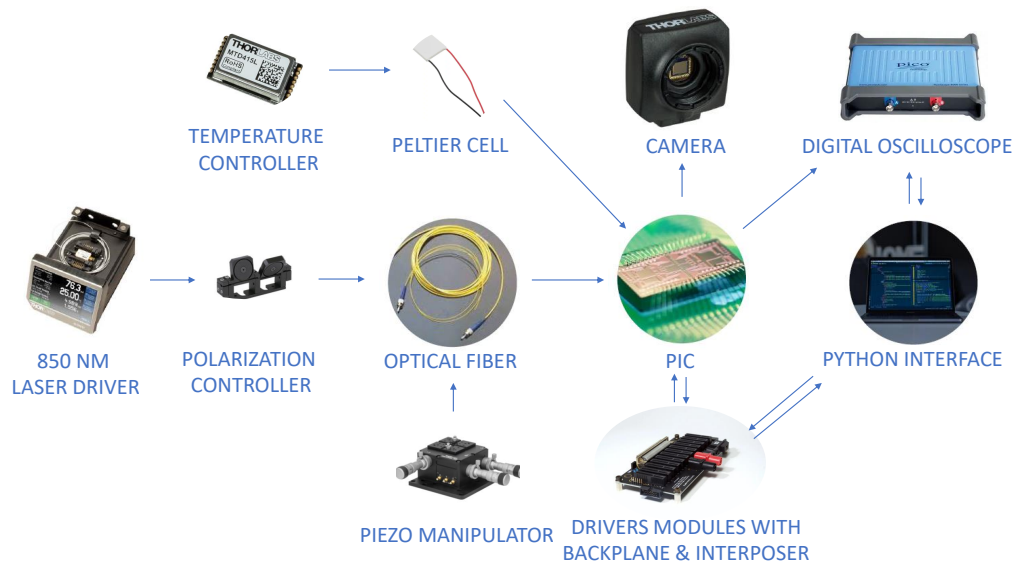 THORLABS
MTD415L
RoHS
TEMPERATURE
CONTROLLER
PELTIER CELL
THORLABS
CAMERA
pico
DIGITAL OSCILLOSCOPE
76.3
25.00
850 NM
LASER DRIVER
POLARIZATION
CONTROLLER
OPTICAL FIBER
PIC
PYTHON INTERFACE
PIEZO MANIPULATOR
DRIVERS MODULES WITH
BACKPLANE & INTERPOSER